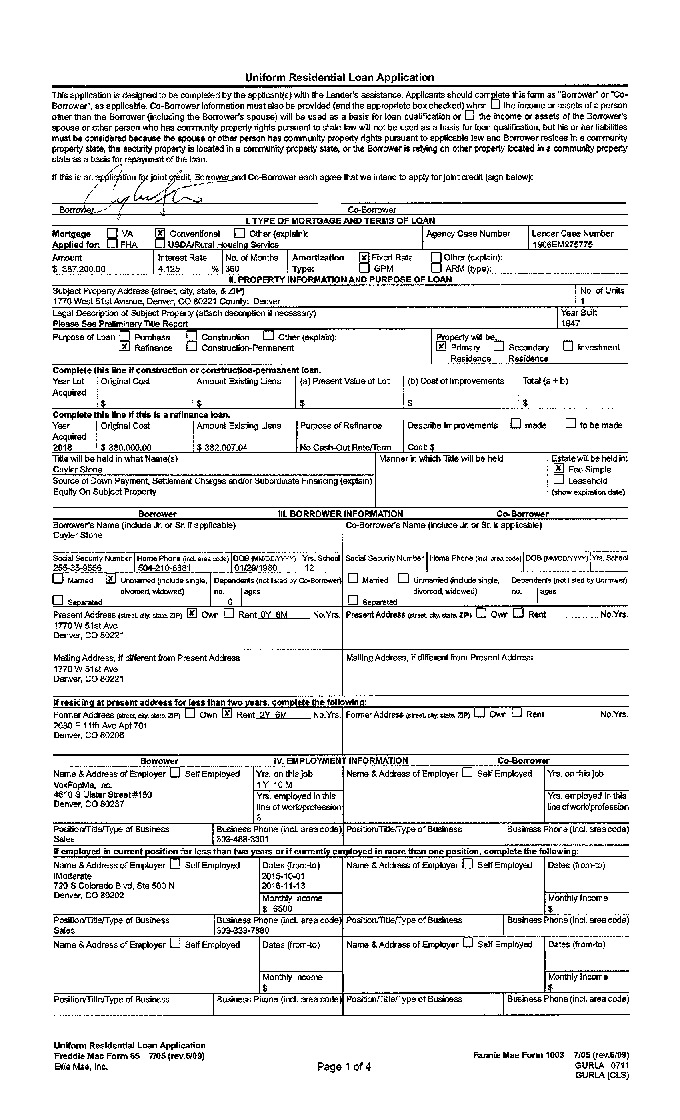 Uniform Residential Loan Application
This application is designed to be completed by the applicant(s) with the Lender's assistance. Applicants should complete this form as "Borrower" or "Co-
Borrower", as applicable. Co-Borrower information must also be provided (and the appropriate box checked) when the income or assets of a person
other than the Borrower (including the Borrower's spouse) will be used as a basis for loan qualification or the income or assets of the Borrower's
spouse or other person who has community property rights pursuant to state law will not be used as a basis for loan qualification, but his or her liabilities
must be considered because the spouse or other person has community property rights pursuant to applicable law and Borrower resides in a community
property state, the security property is located in a community property state, or the Borrower is relying on other property located in a community property
state as a basis for repayment of the loan.
If this is an application for joint credit, Borrower and Co-Borrower each agree that we intend to apply for joint credit (sign below):
Borrower Co-Borrower
I. TYPE OF MORTGAGE AND TERMS OF LOAN
Mortgage VA X Conventional Other (explain): Agency Case Number Lender Case Number
Applied for: FHA USDA/Rural Housing Service 1906EM275775
Amount Interest Rate No. of Months Amortization X Fixed Rate Other (explain):
$ 387,200.00 4.125 % 360 Type: GPM ARM (type):
II. PROPERTY INFORMATION AND PURPOSE OF LOAN
Subject Property Address (street, city, state, & ZIP) No. of Units
1770 West 51st Avenue, Denver, CO 80221 County: Denver 1
Legal Description of Subject Property (attach description if necessary) Year Built
Please See Preliminary Title Report 1947
Purpose of Loan Purchase Construction Other (explain): Property will be:
X Refinance Construction-Permanent X Primary Residence Secondary Residence Investment
Complete this line if construction or construction-permanent loan.
Year Lot Acquired Original Cost Amount Existing Liens (a) Present Value of Lot (b) Cost of Improvements Total (a + b)
$ $ $ $ $
Complete this line if this is a refinance loan.
Year Acquired Original Cost Amount Existing Liens Purpose of Refinance Describe Improvements made to be made
2018 $ 380,000.00 $ 382,007.04 No Cash-Out Rate/Term Cost: $
Title will be held in what Name(s) Manner in which Title will be held Estate will be held in:
Cuyler Stone X Fee Simple
Source of Down Payment, Settlement Charges and/or Subordinate Financing (explain) Leasehold
Equity On Subject Property (show expiration date)
Borrower III. BORROWER INFORMATION Co-Borrower
Borrower's Name (include Jr. or Sr. if applicable) Co-Borrower's Name (include Jr. or Sr. if applicable)
Cuyler Stone
Social Security Number Home Phone (incl. area code) DOB (MM/DD/YYYY) Yrs. School Social Security Number Home Phone (incl. area code) DOB (MM/DD/YYYY) Yrs. School
504-210-6381 01/29/1980 12
Married X Unmarried (include single, divorced, widowed) Dependents (not listed by Co-Borrower) Married Unmarried (include single, divorced, widowed) Dependents (not listed by Borrower)
Separated no. 0 ages Separated no. ages
Present Address (street, city, state, ZIP) X Own Rent 0Y 8M No.Yrs. Present Address (street, city, state, ZIP) Own Rent No.Yrs.
1770 W 51st Ave
Denver, CO 80221
Mailing Address, if different from Present Address Mailing Address, if different from Present Address
1770 W 51st Ave
Denver, CO 80221
If residing at present address for less than two years, complete the following:
Former Address (street, city, state, ZIP) Own X Rent 2Y 6M No.Yrs. Former Address (street, city, state, ZIP) Own Rent No.Yrs.
E 11th Ave Apt 701
Denver, CO 80206
Borrower IV. EMPLOYMENT INFORMATION Co-Borrower
Name & Address of Employer Self Employed Yrs. on this job Name & Address of Employer Self Employed Yrs. on this job
VoxPopMe, Inc. 1Y 10M
4610 S Ulster Street #150 Yrs. employed in this line of work/profession Yrs. employed in this line of work/profession
Denver, CO 80237
Position/Title/Type of Business Business Phone (incl. area code) Position/Title/Type of Business Business Phone (incl. area code)
Sales 303-488-3901
If employed in current position for less than two years or if currently employed in more than one position, complete the following:
Name & Address of Employer Self Employed Dates (from-to) Name & Address of Employer Self Employed Dates (from-to)
iModerate 2015-10-01
720 S Colorado Blvd, Ste 500 N 2016-11-13
Denver, CO 80202 Monthly Income Monthly Income
$ 6500 $
Position/Title/Type of Business Business Phone (incl. area code) Position/Title/Type of Business Business Phone (incl. area code)
Sales 303-333-7880
Name & Address of Employer Self Employed Dates (from-to) Name & Address of Employer Self Employed Dates (from-to)
Monthly Income Monthly Income
$ $
Position/Title/Type of Business Business Phone (incl. area code) Position/Title/Type of Business Business Phone (incl. area code)
Uniform Residential Loan Application
Freddie Mac Form 65 7/05 (rev.6/09) Fannie Mae Form 1003 7/05 (rev.6/09)
Ellie Mae, Inc. Page 1 of 4 GURLA 0711
GURLA (CLS)